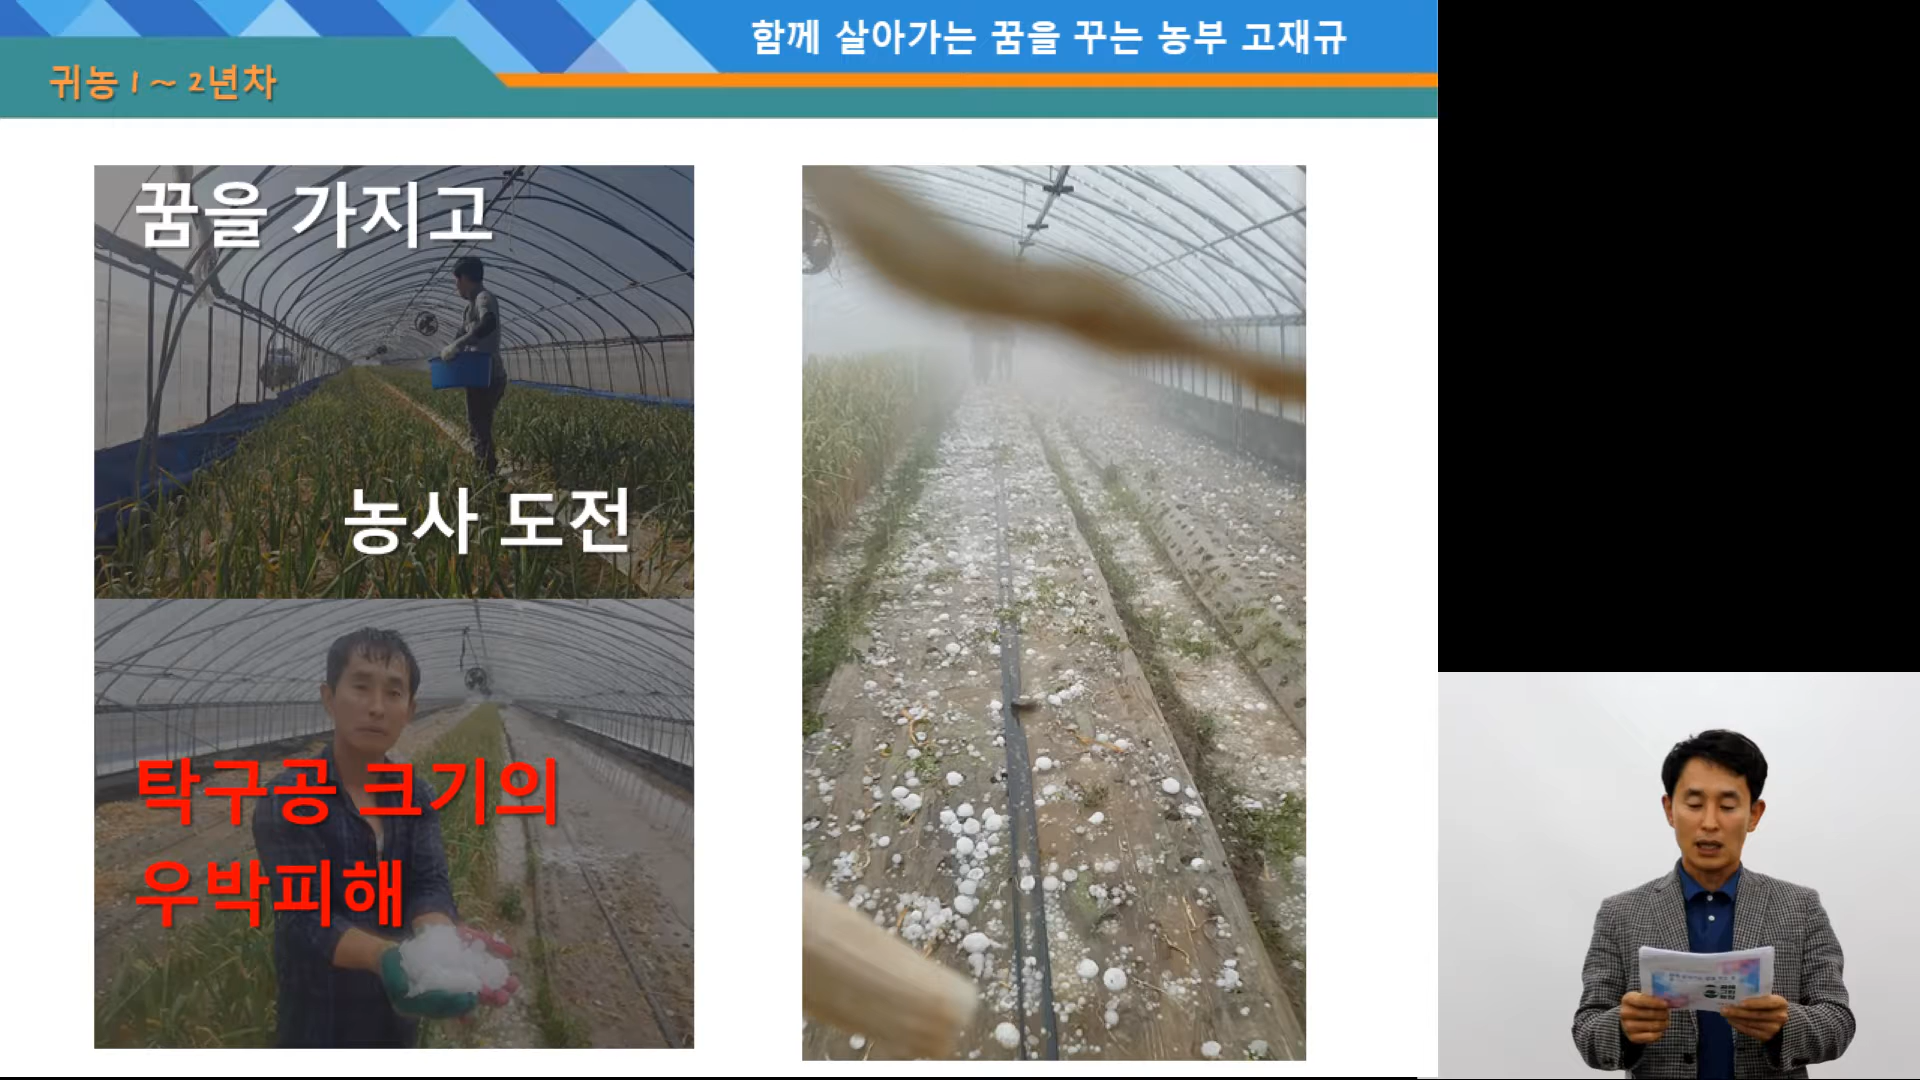 함께 살아가는 꿈을 꾸는 농부 고재규
귀농 1 ~ 2년차
꿈을 가지고
농사 도전
탁구공 크기의
우박피해